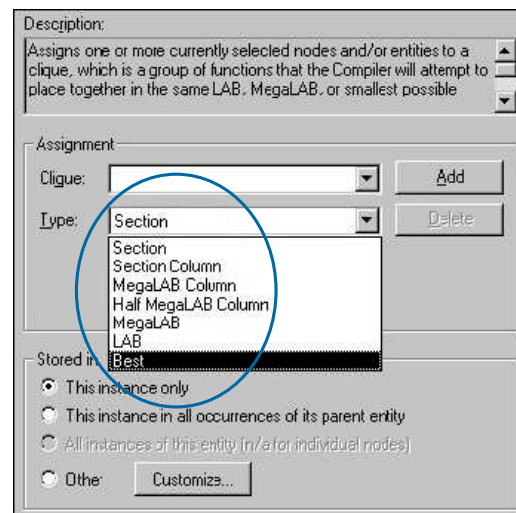 Description:
Assigns one or more currently selected nodes and/or entities to a
clique, which is a group of functions that the Compiler will attempt to
place together in the same LAB, MegaLAB, or smallest possible
Assignment
Clique:
Add
Type:
Section
Delete
Section
Section Column
MegaLAB Column
Half MegaLAB Column
MegaLAB
LAB
Best
Stored in
This instance only
This instance in all occurrences of its parent entity
All instances of this entity (n/a for individual nodes)
Othe
Customize...